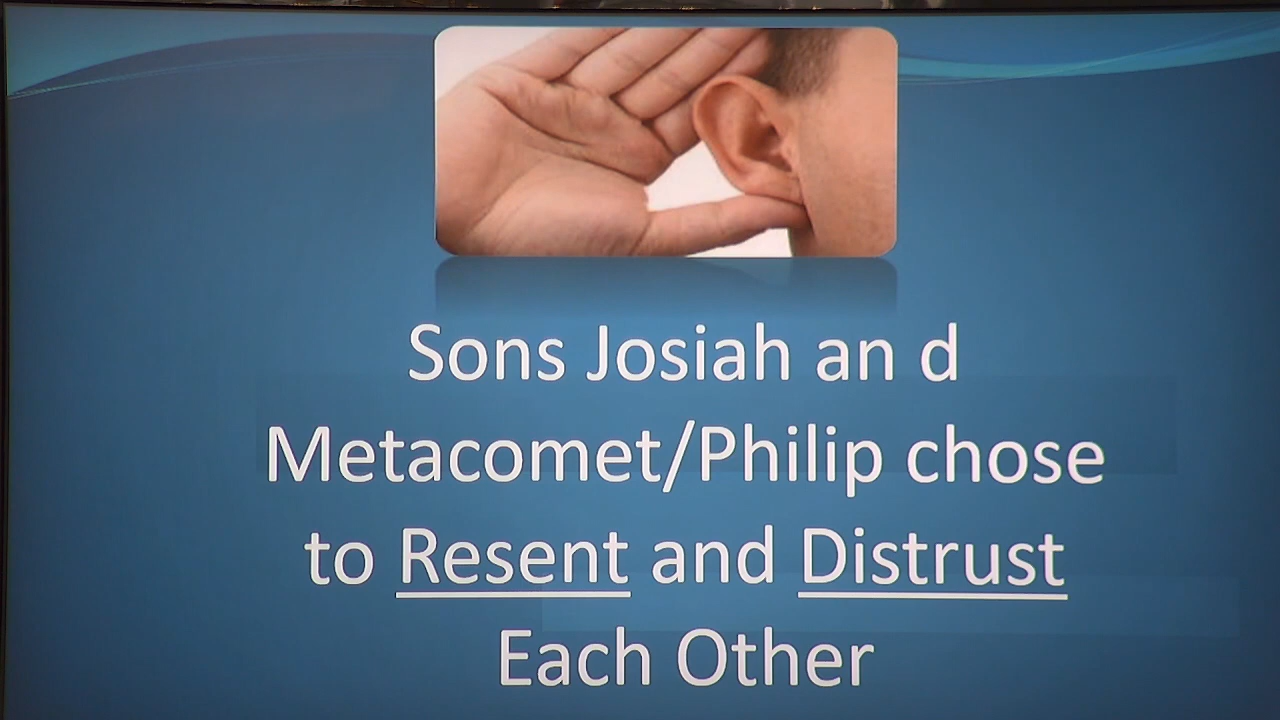 Sons Josiah an d
Metacomet/Philip chose
to Resent and Distrust
Each Other